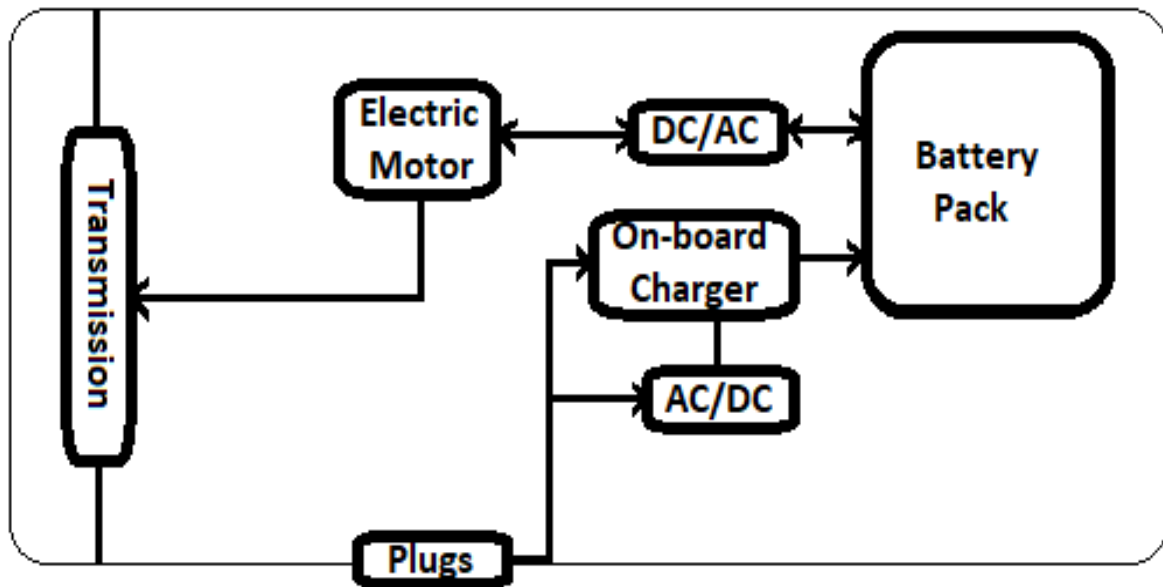 Electric
Motor
DC/AC
Battery
Pack
Transmission
On-board
Charger
AC/DC
Plugs